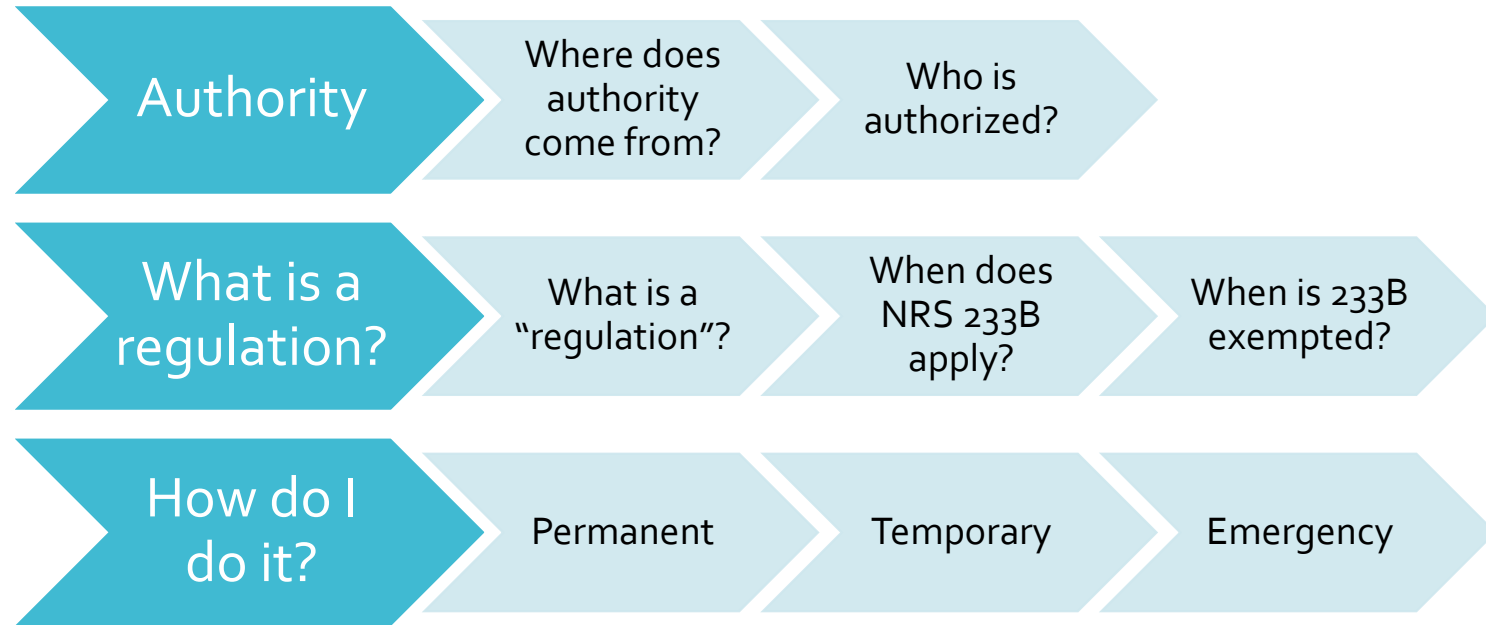 Authority
Where does
authority
come from?
Who is
authorized?
What is a
regulation?
What is a
“regulation”?
When does
NRS 233B
apply?
When is 233B
exempted?
How do I
do it?
Permanent
Temporary
Emergency